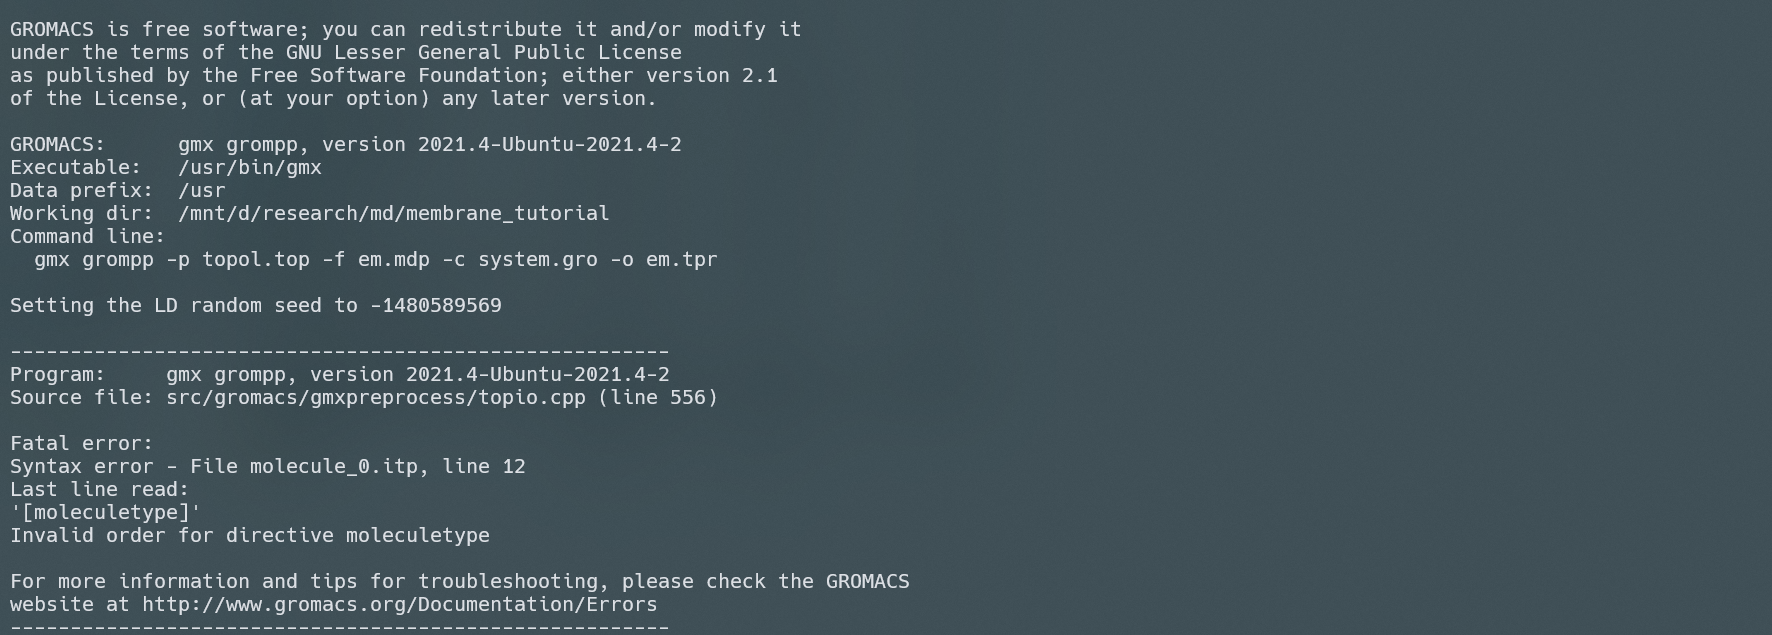 GROMACS is free software; you can redistribute it and/or modify it
under the terms of the GNU Lesser General Public License
as published by the Free Software Foundation; either version 2.1
of the License, or (at your option) any later version.
GROMACS:      gmx grompp, version 2021.4-Ubuntu-2021.4-2
Executable:   /usr/bin/gmx
Data prefix:  /usr
Working dir:  /mnt/d/research/md/membrane_tutorial
Command line:
  gmx grompp -p topol.top -f em.mdp -c system.gro -o em.tpr
Setting the LD random seed to -1480589569
-------------------------------------------------------
Program:     gmx grompp, version 2021.4-Ubuntu-2021.4-2
Source file: src/gromacs/gmxpreprocess/topio.cpp (line 556)
Fatal error:
Syntax error - File molecule_0.itp, line 12
Last line read:
'[moleculetype]'
Invalid order for directive moleculetype
For more information and tips for troubleshooting, please check the GROMACS
website at http://www.gromacs.org/Documentation/Errors
-------------------------------------------------------